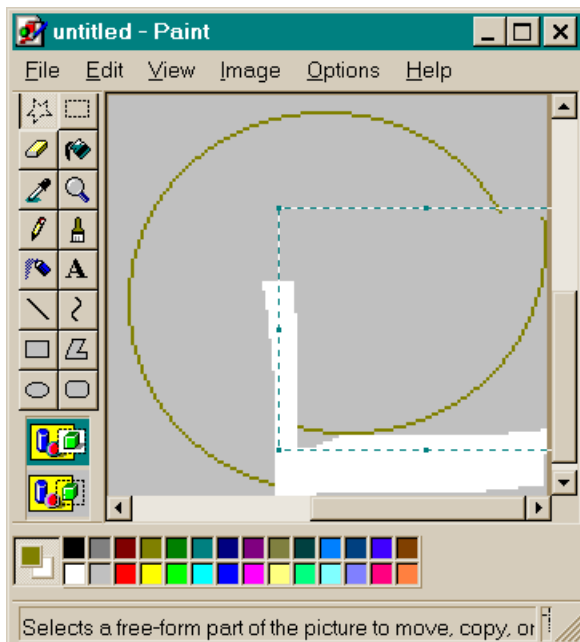 untitled - Paint
File Edit View Image Options Help
A
Selects a free-form part of the picture to move, copy, or